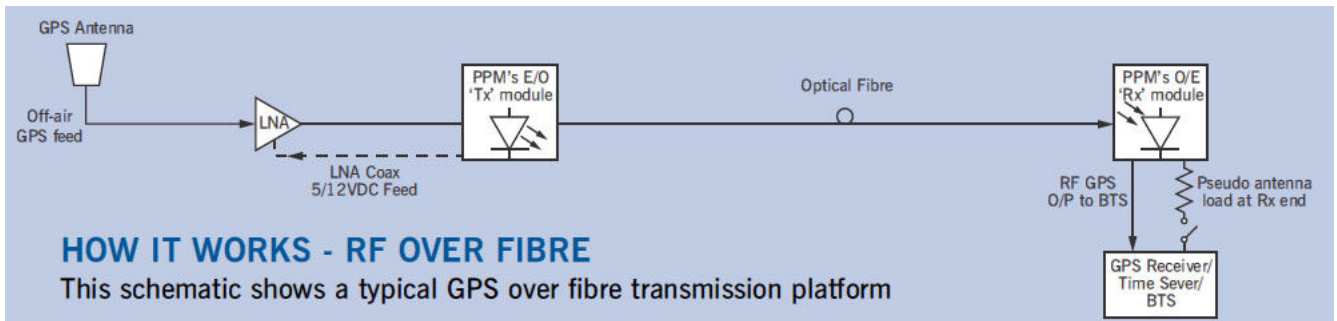 GPS Antenna
Off-air
GPS feed
LNA
LNA Coax
5/12VDC Feed
PPM's E/O
'Tx' module
Optical Fibre
PPM's O/E
'Rx' module
RF GPS
O/P to BTS
Pseudo antenna
load at Rx end
GPS Receiver/
Time Sever/
BTS
HOW IT WORKS - RF OVER FIBRE
This schematic shows a typical GPS over fibre transmission platform